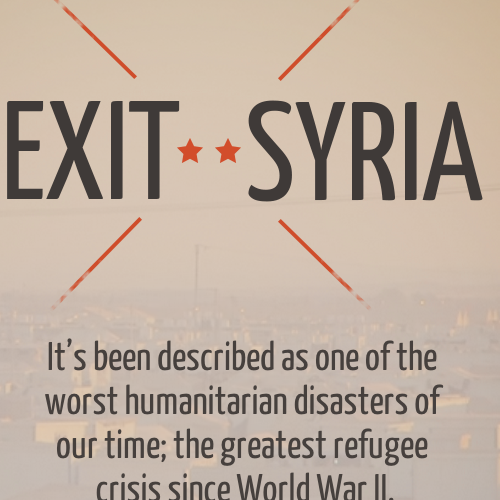 EXIT SYRIA
It's been described as one of the
worst humanitarian disasters of
our time; the greatest refugee
crisis since World War II.